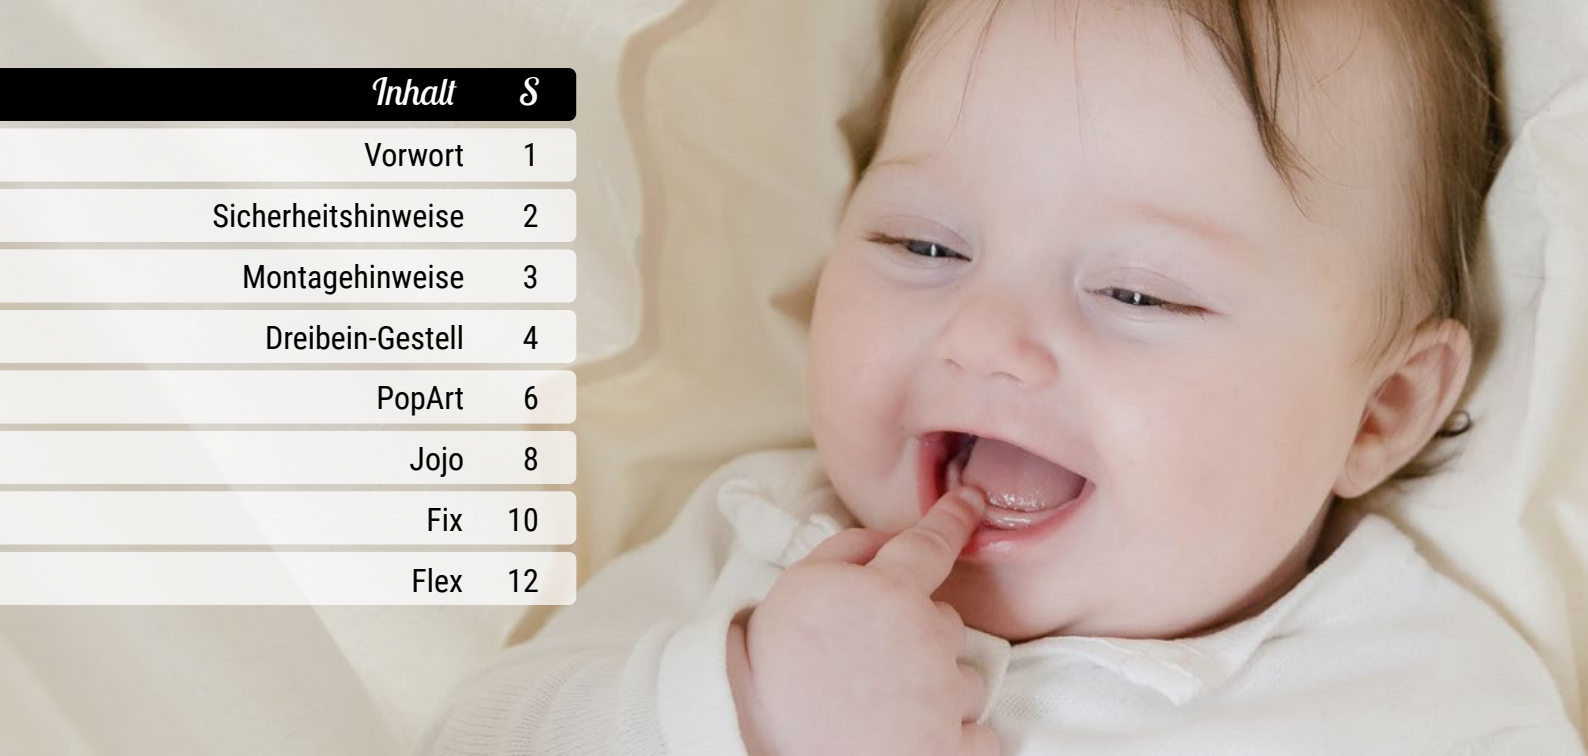 Inhalt S
Vorwort 1
Sicherheitshinweise 2
Montagehinweise 3
Dreibein-Gestell 4
PopArt 6
Jojo 8
Fix 10
Flex 12